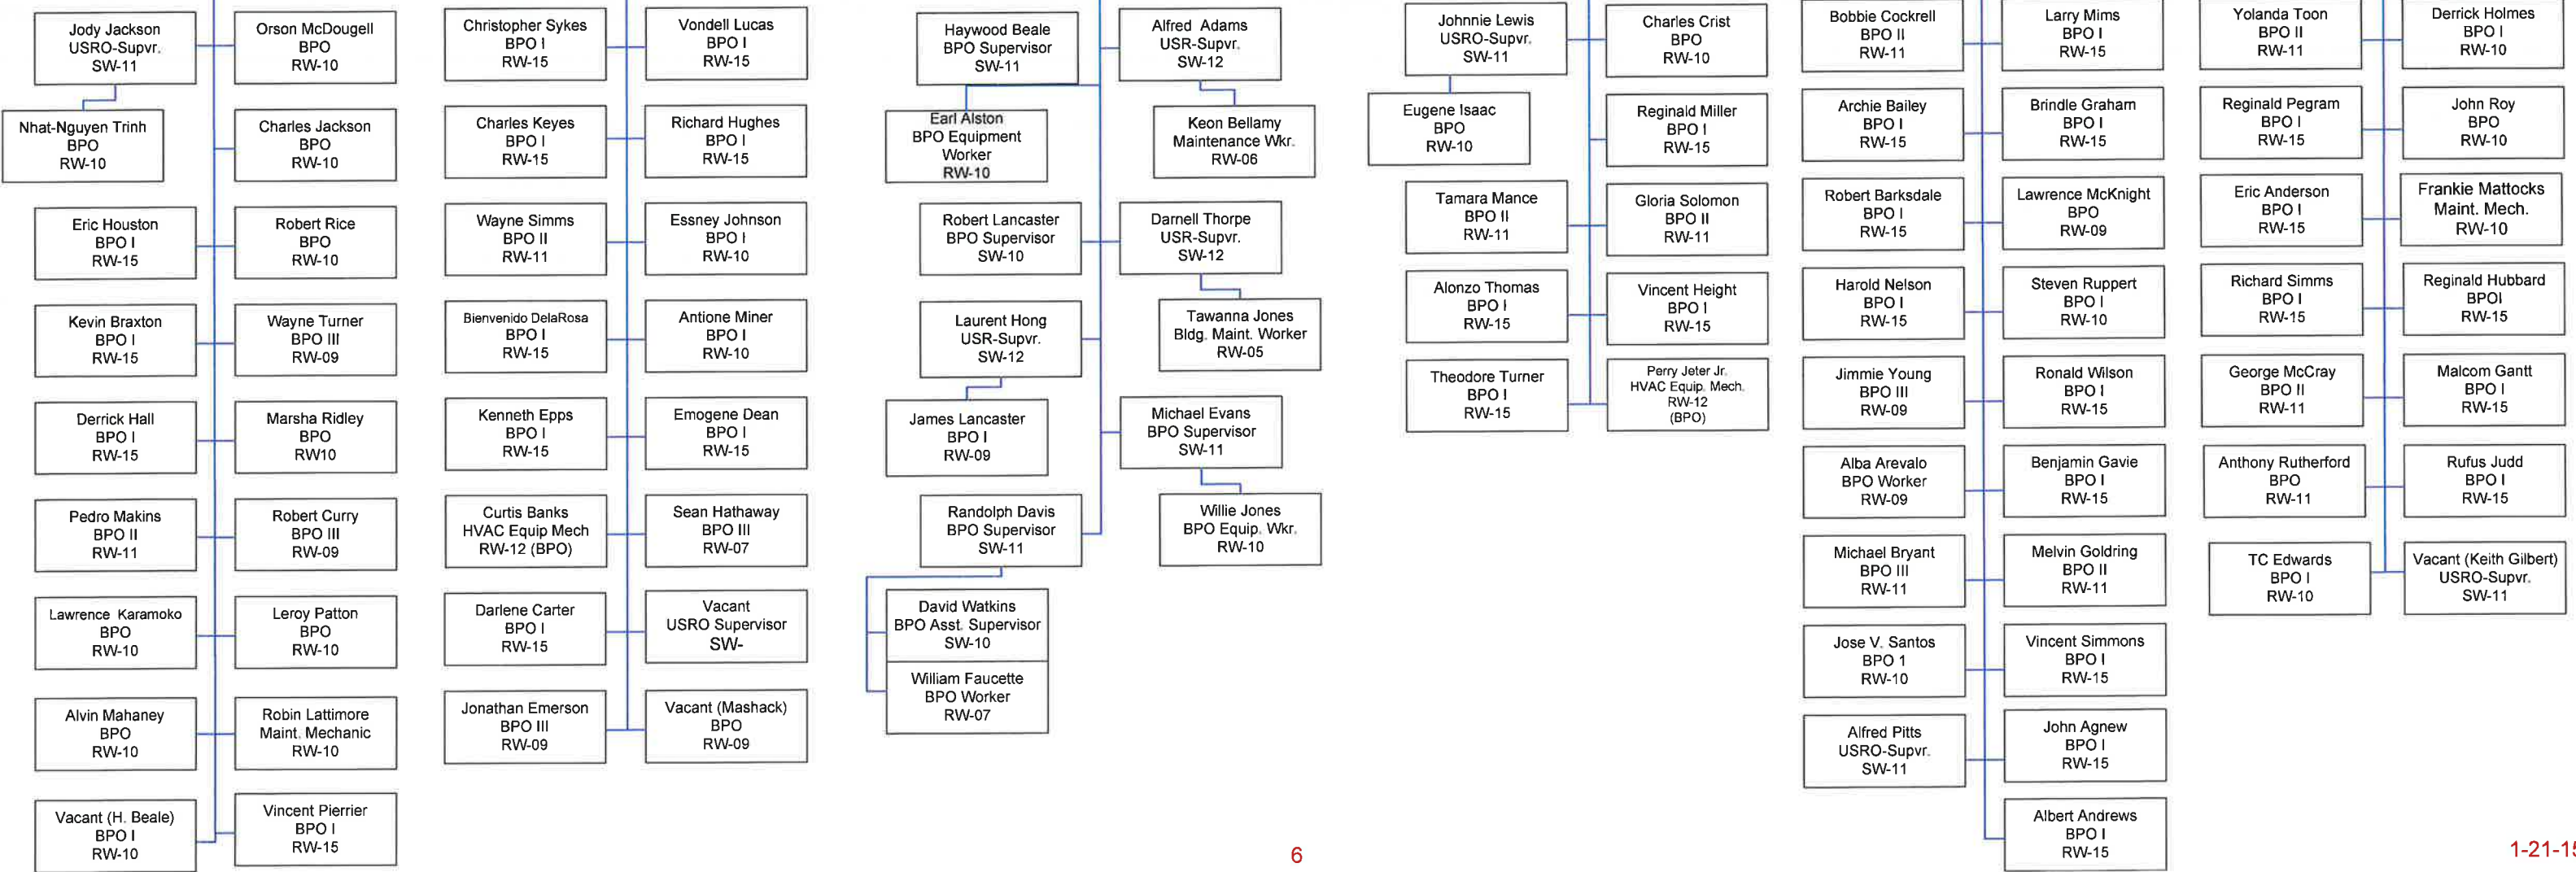 Jody Jackson
USRO-Supvr.
SW-11
Orson McDougell
BPO
RW-10
Nhat-Nguyen Trinh
BPO
RW-10
Charles Jackson
BPO
RW-10
Eric Houston
BPO I
RW-15
Robert Rice
BPO
RW-10
Kevin Braxton
BPO I
RW-15
Wayne Turner
BPO III
RW-09
Derrick Hall
BPO I
RW-15
Marsha Ridley
BPO
RW10
Pedro Makins
BPO II
RW-11
Robert Curry
BPO III
RW-09
Lawrence Karamoko
BPO
RW-10
Leroy Patton
BPO
RW-10
Alvin Mahaney
BPO
RW-10
Robin Lattimore
Maint. Mechanic
RW-10
Vacant (H. Beale)
BPO I
RW-10
Vincent Pierrier
BPO I
RW-15
Christopher Sykes
BPO I
RW-15
Vondell Lucas
BPO I
RW-15
Charles Keyes
BPO I
RW-15
Richard Hughes
BPO I
RW-15
Wayne Simms
BPO II
RW-11
Essney Johnson
BPO I
RW-10
Bienvenido DelaRosa
BPO I
RW-15
Antione Miner
BPO I
RW-10
Kenneth Epps
BPO I
RW-15
Emogene Dean
BPO I
RW-15
Curtis Banks
HVAC Equip Mech
RW-12 (BPO)
Sean Hathaway
BPO III
RW-07
Darlene Carter
BPO I
RW-15
Vacant
USRO Supervisor
SW-
Jonathan Emerson
BPO III
RW-09
Vacant (Mashack)
BPO
RW-09
Haywood Beale
BPO Supervisor
SW-11
Alfred Adams
USR-Supvr.
SW-12
Earl Alston
BPO Equipment
Worker
RW-10
Keon Bellamy
Maintenance Wkr.
RW-06
Robert Lancaster
BPO Supervisor
SW-10
Darnell Thorpe
USR-Supvr.
SW-12
Laurent Hong
USR-Supvr.
SW-12
Tawanna Jones
Bldg. Maint. Worker
RW-05
James Lancaster
BPO I
RW-09
Michael Evans
BPO Supervisor
SW-11
Randolph Davis
BPO Supervisor
SW-11
Willie Jones
BPO Equip. Wkr.
RW-10
David Watkins
BPO Asst. Supervisor
SW-10
William Faucette
BPO Worker
RW-07
Johnnie Lewis
USRO-Supvr.
SW-11
Charles Crist
BPO
RW-10
Eugene Isaac
BPO
RW-10
Reginald Miller
BPO I
RW-15
Tamara Mance
BPO II
RW-11
Gloria Solomon
BPO II
RW-11
Alonzo Thomas
BPO I
RW-15
Vincent Height
BPO I
RW-15
Theodore Turner
BPO I
RW-15
Perry Jeter Jr.
HVAC Equip. Mech.
RW-12
(BPO)
Bobbie Cockrell
BPO II
RW-11
Larry Mims
BPO I
RW-15
Archie Bailey
BPO I
RW-15
Brindle Graham
BPO I
RW-15
Robert Barksdale
BPO I
RW-15
Lawrence McKnight
BPO
RW-09
Harold Nelson
BPO I
RW-15
Steven Ruppert
BPO I
RW-10
Jimmie Young
BPO III
RW-09
Ronald Wilson
BPO I
RW-15
Alba Arevalo
BPO Worker
RW-09
Benjamin Gavie
BPO I
RW-15
Michael Bryant
BPO III
RW-11
Melvin Goldring
BPO II
RW-11
Jose V. Santos
BPO 1
RW-10
Vincent Simmons
BPO I
RW-15
Alfred Pitts
USRO-Supvr.
SW-11
John Agnew
BPO I
RW-15
Albert Andrews
BPO I
RW-15
Yolanda Toon
BPO II
RW-11
Derrick Holmes
BPO I
RW-10
Reginald Pegram
BPO I
RW-15
John Roy
BPO
RW-10
Eric Anderson
BPO I
RW-15
Frankie Mattocks
Maint. Mech.
RW-10
Richard Simms
BPO I
RW-15
Reginald Hubbard
BPOI
RW-15
George McCray
BPO II
RW-11
Malcom Gantt
BPO I
RW-15
Anthony Rutherford
BPO
RW-11
Rufus Judd
BPO I
RW-15
TC Edwards
BPO I
RW-10
Vacant (Keith Gilbert)
USRO-Supvr.
SW-11
6
1-21-15